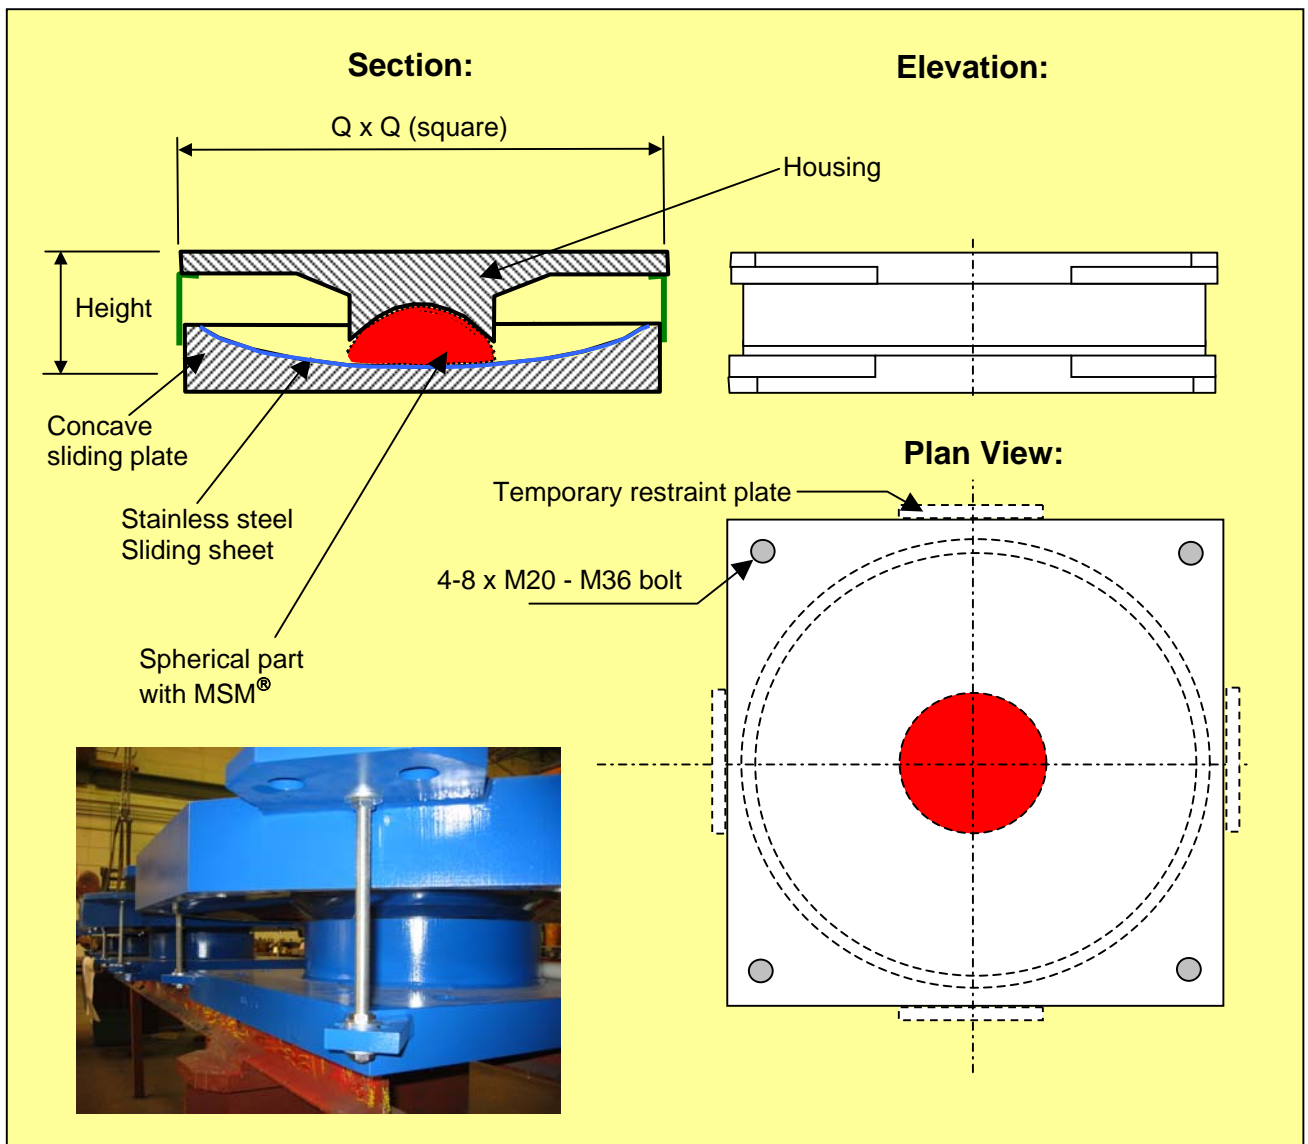 Section:
Elevation:
Q x Q (square)
Housing
Height
Concave
sliding plate
Plan View:
Temporary restraint plate
Stainless steel
Sliding sheet
4-8 x M20 - M36 bolt
Spherical part
with MSM®